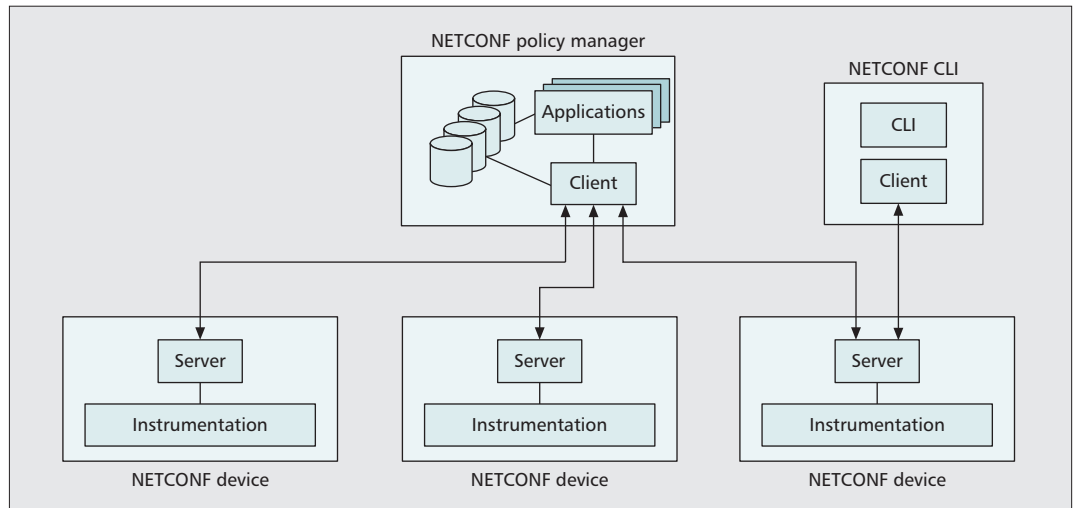 NETCONF policy manager
NETCONF CLI
Applications
CLI
Client
Client
Server
Server
Server
Instrumentation
Instrumentation
Instrumentation
NETCONF device
NETCONF device
NETCONF device